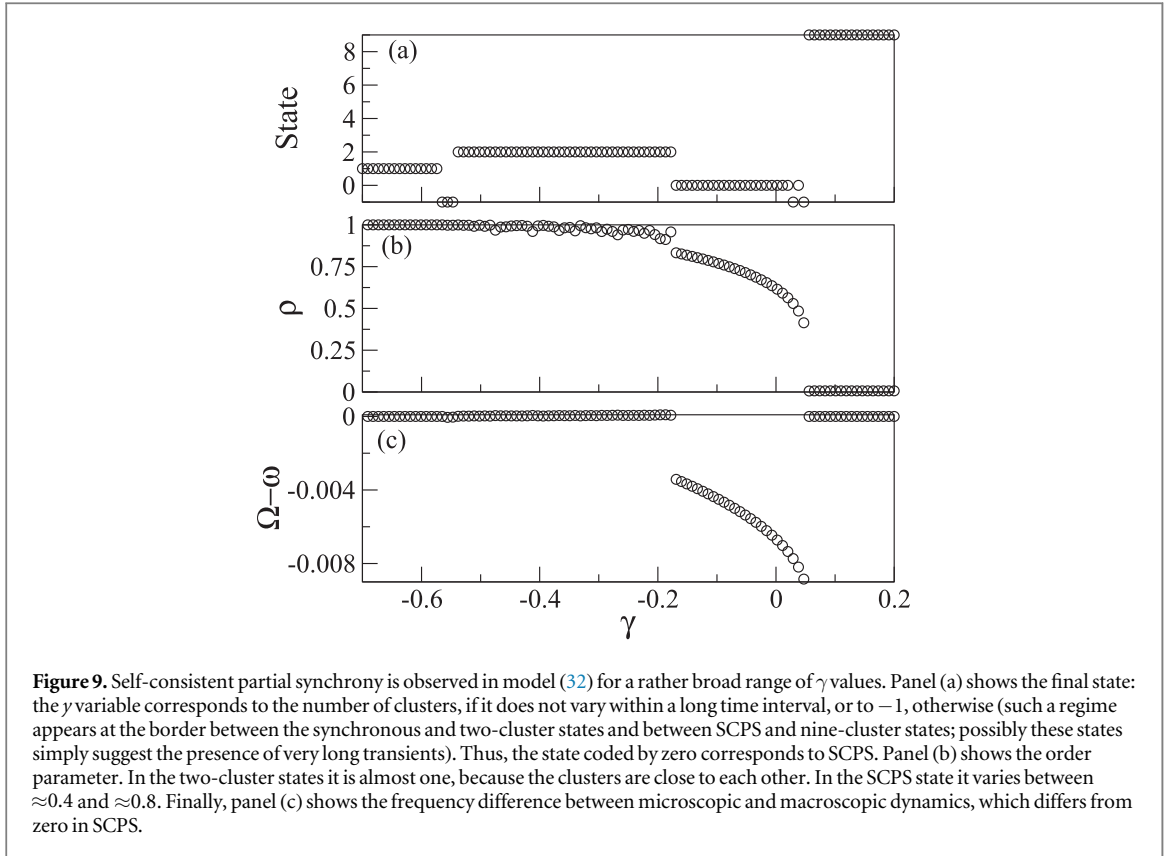 8
6
4
2
0
State
(a)
1
0.75
0.5
0.25
0
ρ
(b)
0
-0.004
-0.008
Ω−ω
(c)
-0.6 -0.4 -0.2 0 0.2
γ
Figure 9. Self-consistent partial synchrony is observed in model (32) for a rather broad range of γ values. Panel (a) shows the final state:
the y variable corresponds to the number of clusters, if it does not vary within a long time interval, or to −1, otherwise (such a regime
appears at the border between the synchronous and two-cluster states and between SCPS and nine-cluster states; possibly these states
simply suggest the presence of very long transients). Thus, the state coded by zero corresponds to SCPS. Panel (b) shows the order
parameter. In the two-cluster states it is almost one, because the clusters are close to each other. In the SCPS state it varies between
≈0.4 and ≈0.8. Finally, panel (c) shows the frequency difference between microscopic and macroscopic dynamics, which differs from
zero in SCPS.